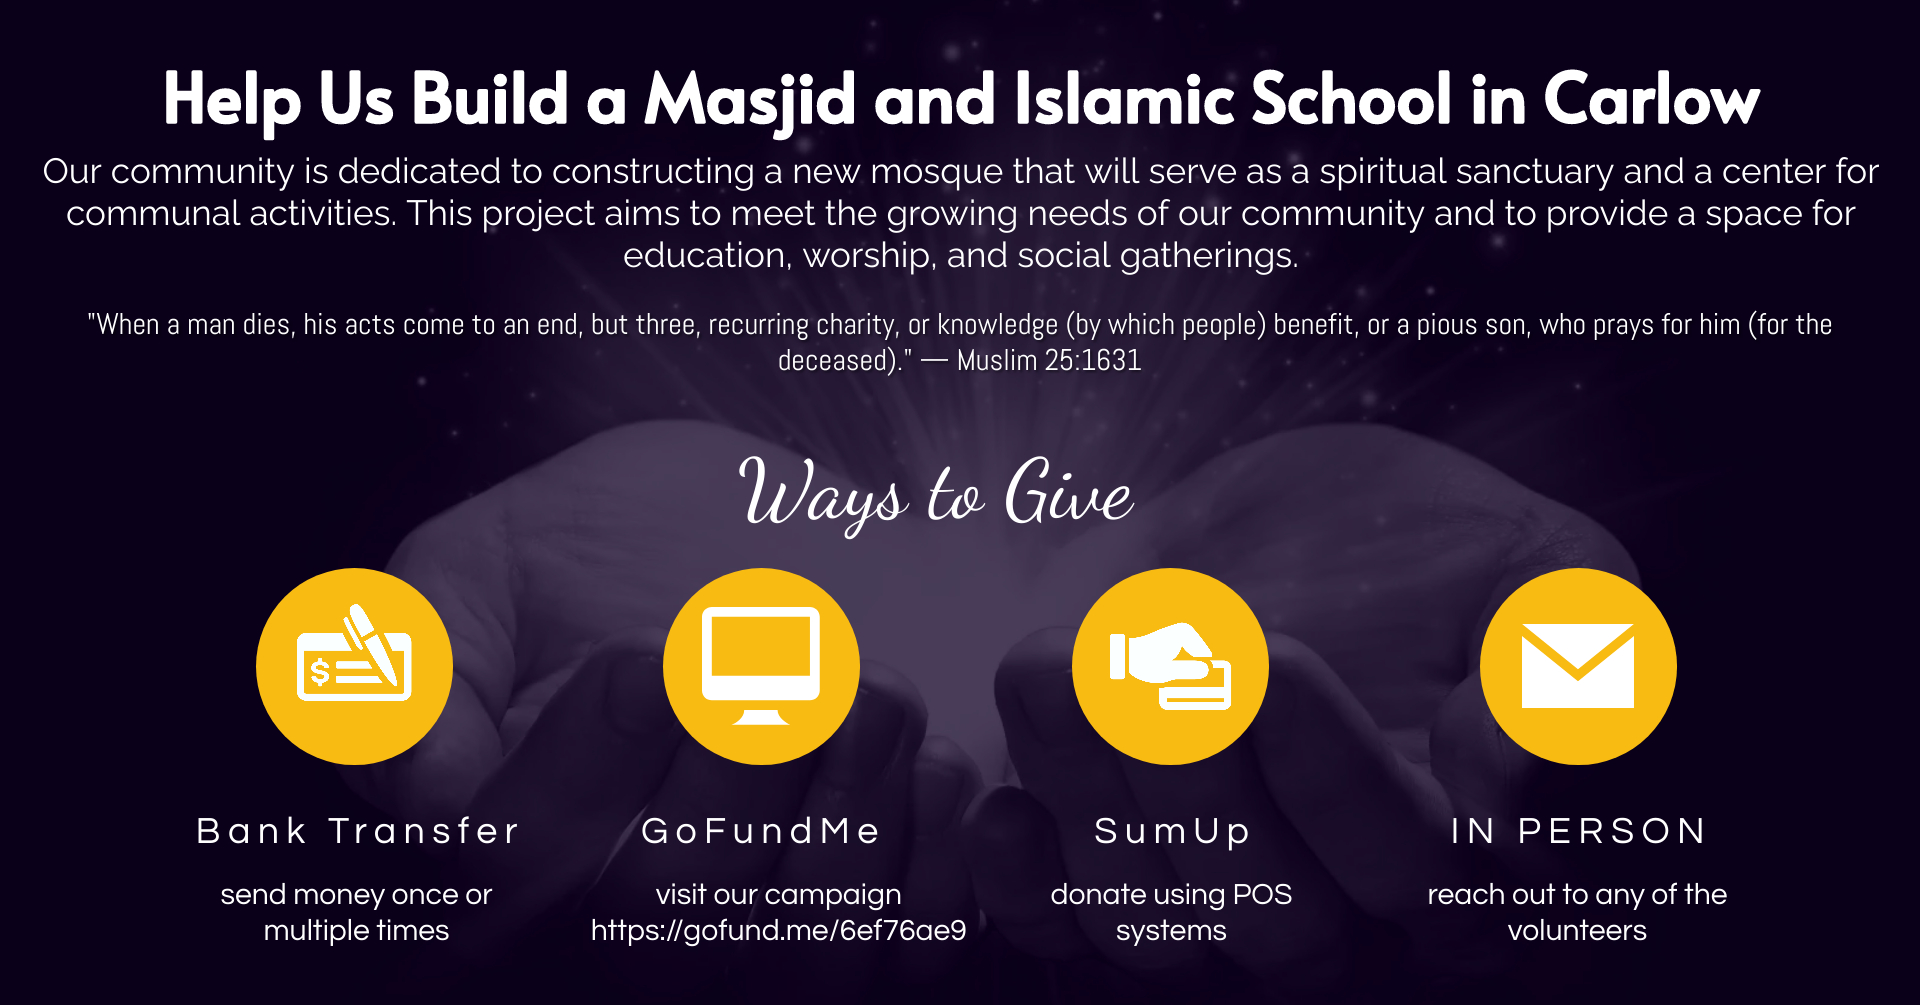 Help Us Build a Masjid and Islamic School in Carlow
Our community is dedicated to constructing a new mosque that will serve as a spiritual sanctuary and a center for
communal activities. This project aims to meet the growing needs of our community and to provide a space for
education, worship, and social gatherings.
"When a man dies, his acts come to an end, but three, recurring charity, or knowledge (by which people) benefit, or a pious son, who prays for him (for the
deceased)." — Muslim 25:1631
Ways to Give
$
Bank Transfer
send money once or
multiple times
GoFundMe
visit our campaign
https://gofund.me/6ef76ae9
SumUp
donate using POS
systems
IN PERSON
reach out to any of the
volunteers